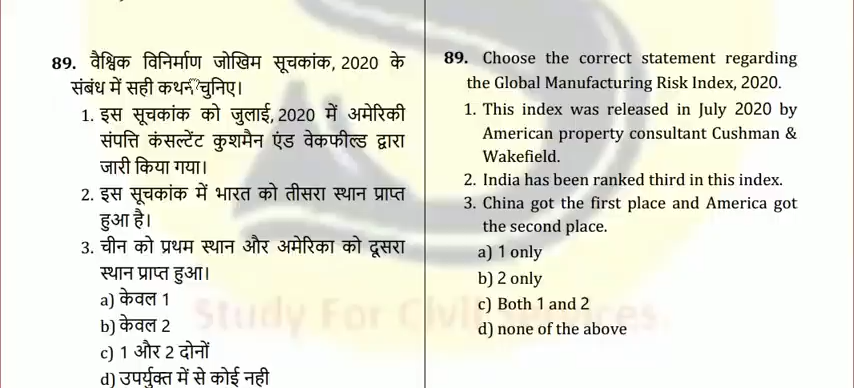 89. वैश्विक विनिर्माण जोखिम सूचकांक, 2020 के
संबंध में सही कथन चुनिए।
1. इस सूचकांक को जुलाई, 2020 में अमेरिकी
संपत्ति कंसल्टेंट कुशमैन एंड वेकफील्ड द्वारा
जारी किया गया।
2. इस सूचकांक में भारत को तीसरा स्थान प्राप्त
हुआ है।
3. चीन को प्रथम स्थान और अमेरिका को दूसरा
स्थान प्राप्त हुआ।
a) केवल 1
b) केवल 2
c) 1 और 2 दोनों
d) उपर्युक्त में से कोई नही
89. Choose the correct statement regarding
the Global Manufacturing Risk Index, 2020.
1. This index was released in July 2020 by
American property consultant Cushman &
Wakefield.
2. India has been ranked third in this index.
3. China got the first place and America got
the second place.
a) 1 only
b) 2 only
c) Both 1 and 2
d) none of the above
Study For Civil Services